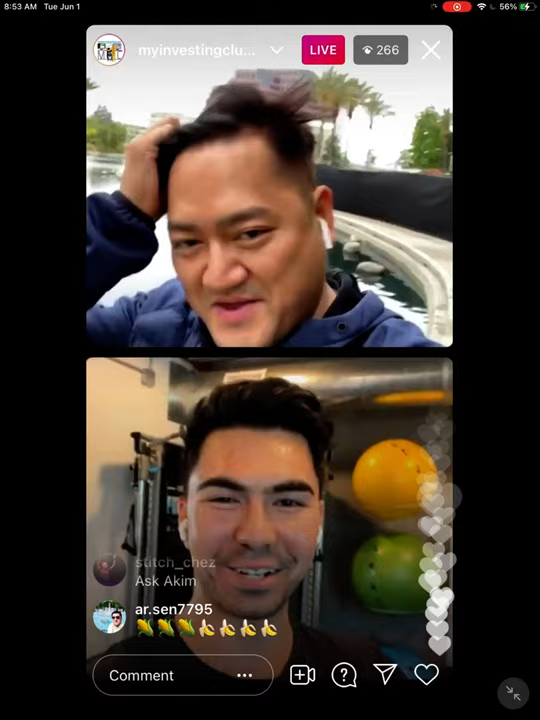 8:53 AM Tue Jun 1
56%
myinvestingclu...
LIVE
266
stitch_chez
Ask Akim
ar.sen7795
🌽🌽🌽🍌🍌🍌🍌
Comment